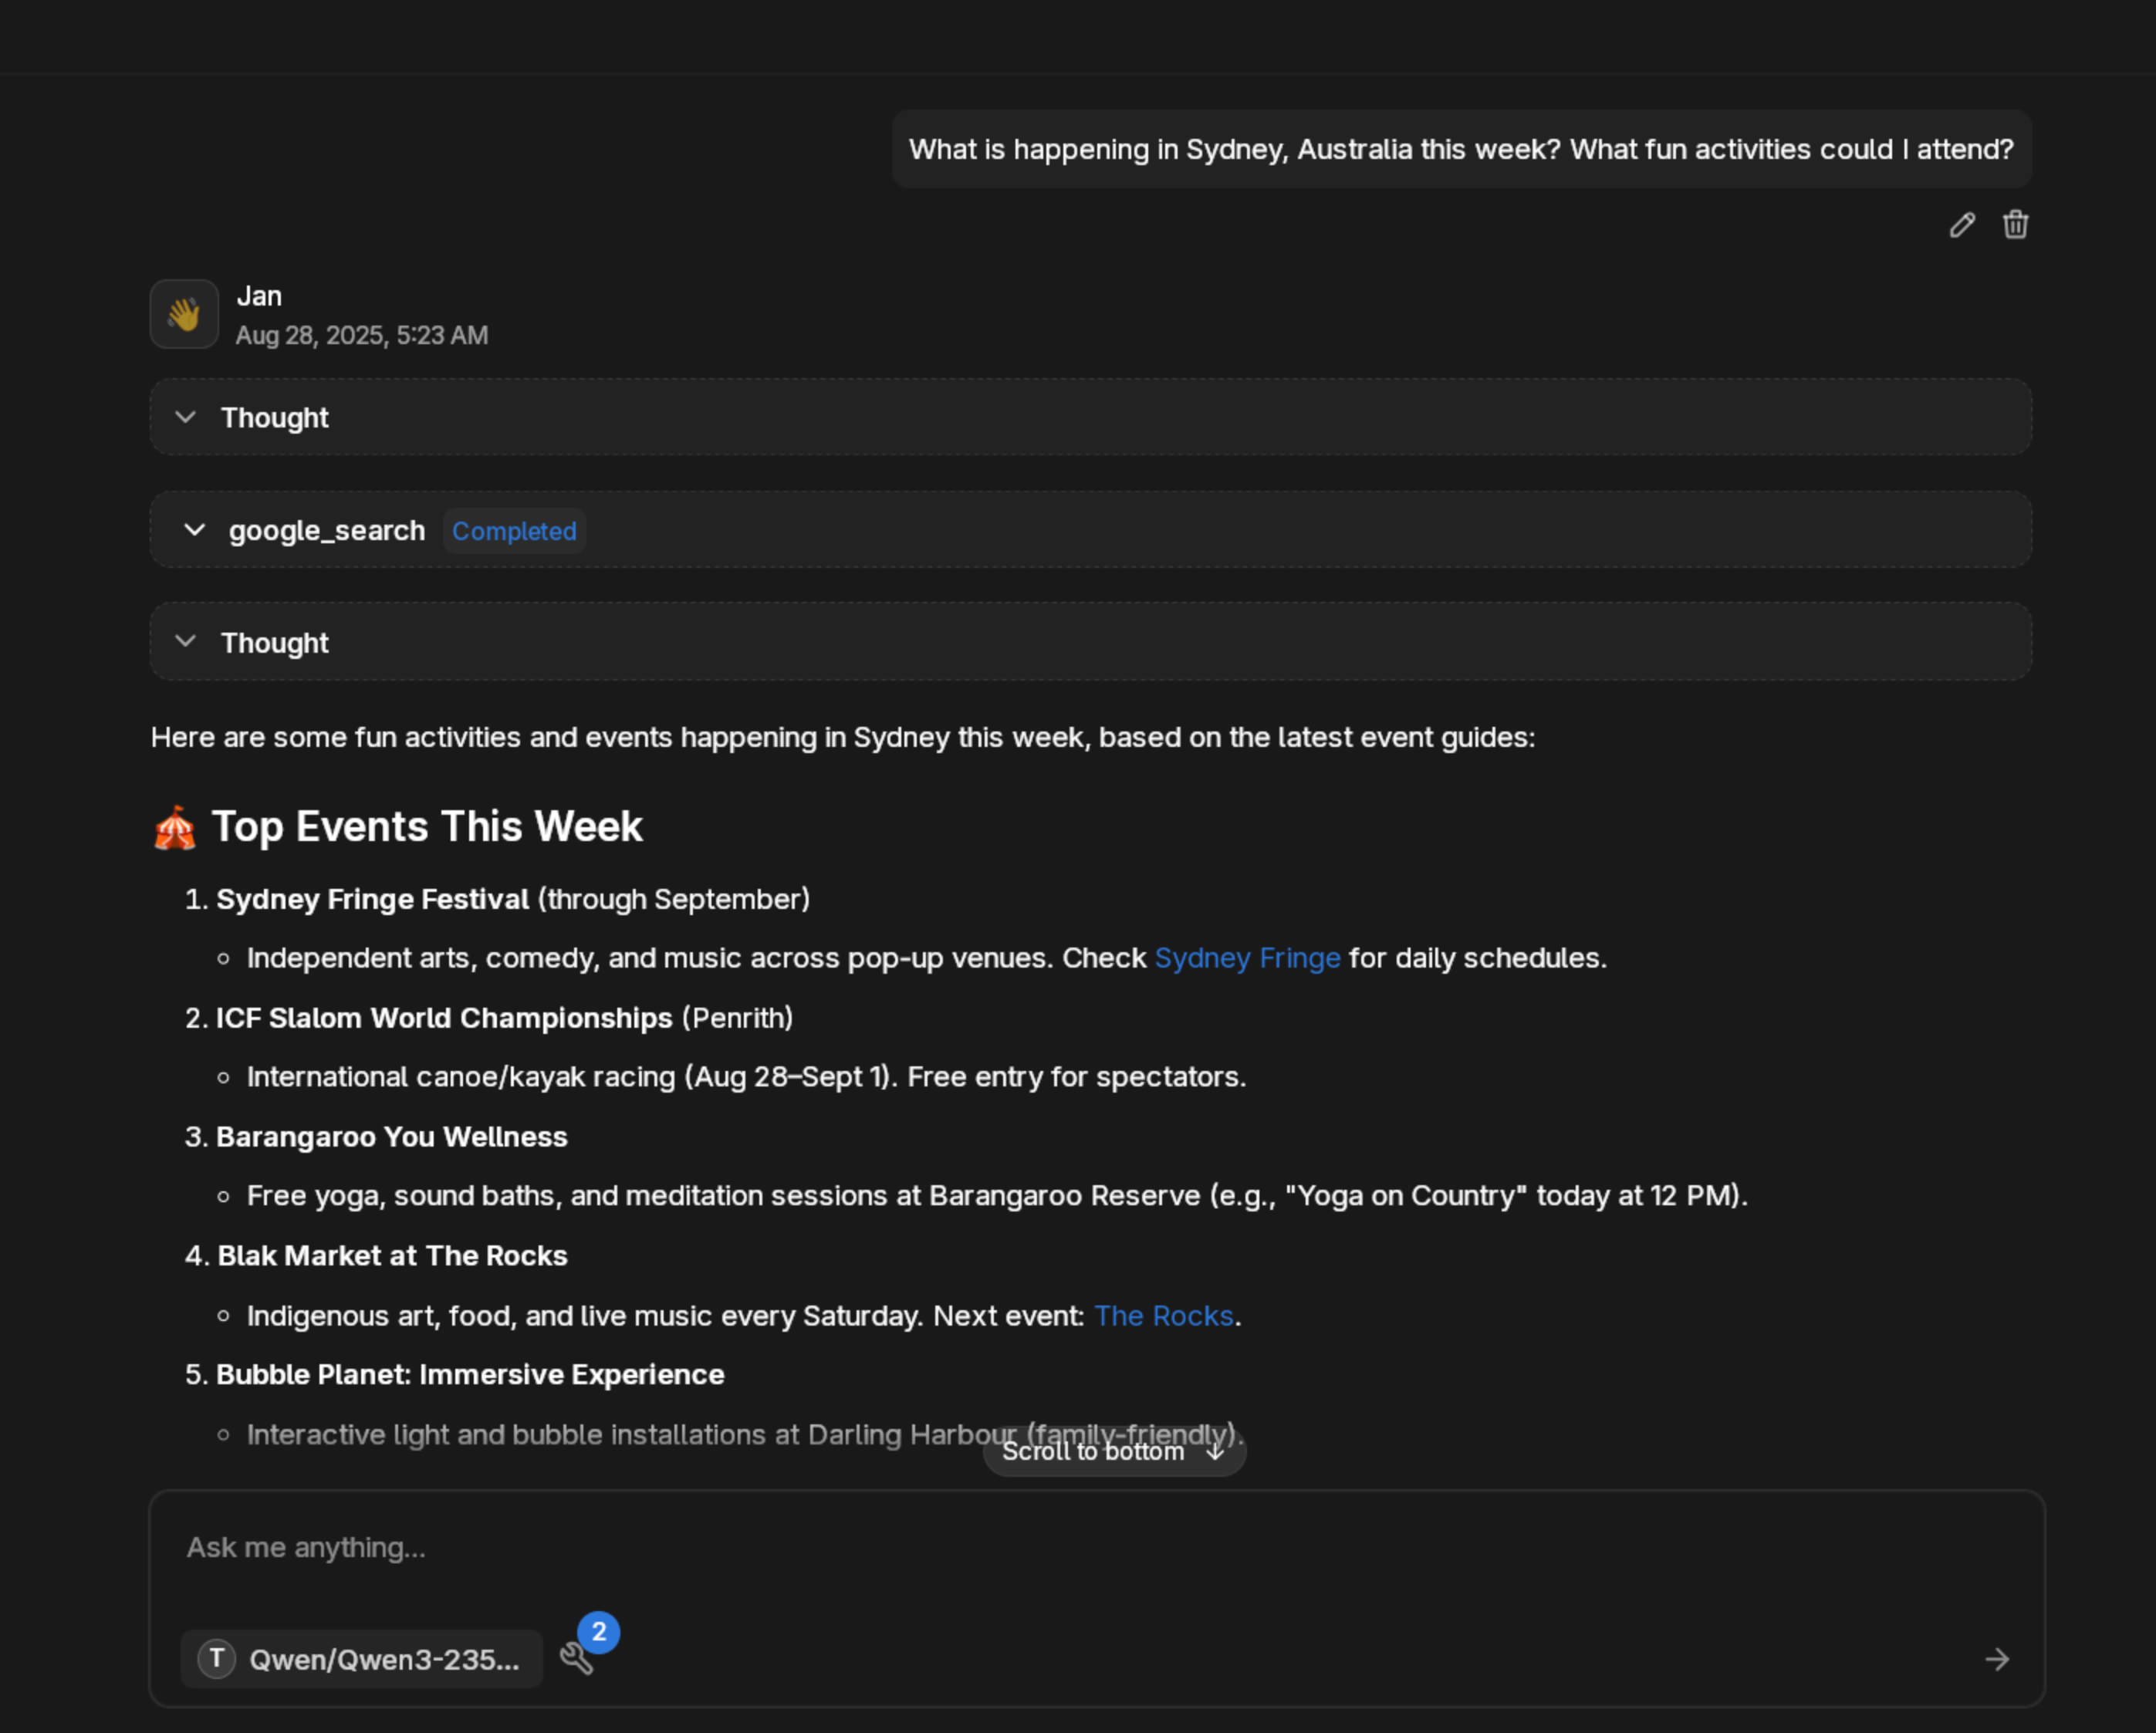 What is happening in Sydney, Australia this week? What fun activities could I attend?
Jan
Aug 28, 2025, 5:23 AM
Thought
google_search Completed
Thought
Here are some fun activities and events happening in Sydney this week, based on the latest event guides:
🎪 Top Events This Week
1. Sydney Fringe Festival (through September)
◦ Independent arts, comedy, and music across pop-up venues. Check Sydney Fringe for daily schedules.
2. ICF Slalom World Championships (Penrith)
◦ International canoe/kayak racing (Aug 28–Sept 1). Free entry for spectators.
3. Barangaroo You Wellness
◦ Free yoga, sound baths, and meditation sessions at Barangaroo Reserve (e.g., "Yoga on Country" today at 12 PM).
4. Blak Market at The Rocks
◦ Indigenous art, food, and live music every Saturday. Next event: The Rocks.
5. Bubble Planet: Immersive Experience
◦ Interactive light and bubble installations at Darling Harbour (family-friendly).
Scroll to bottom ↓
Ask me anything...
2
T Qwen/Qwen3-235...